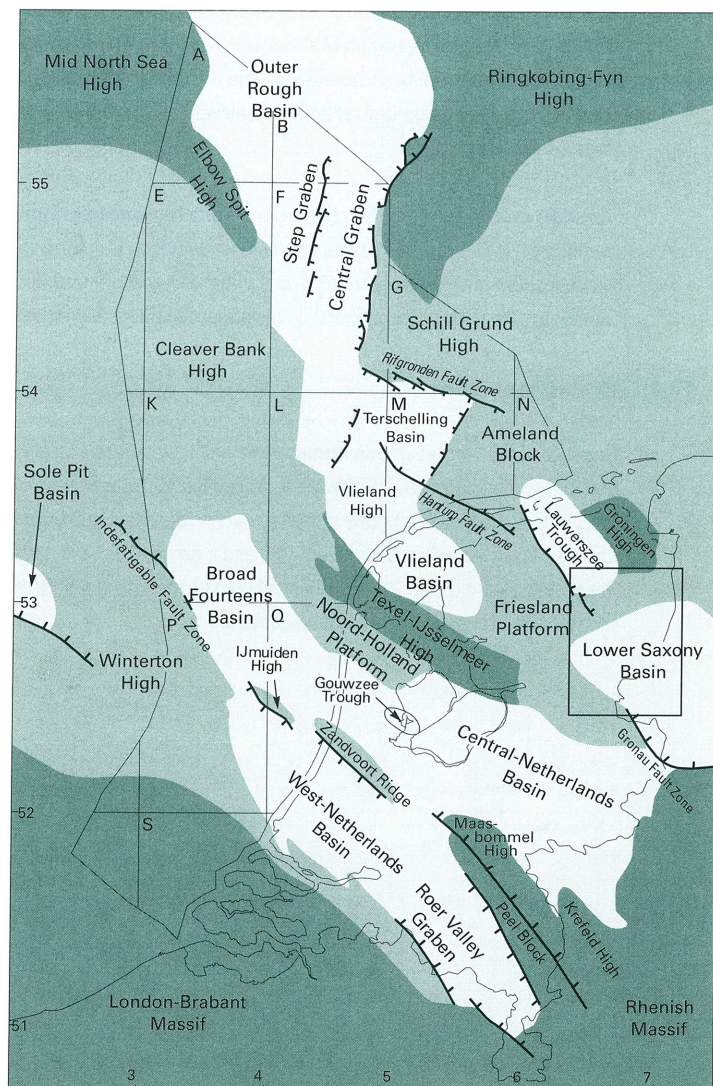 Mid North Sea
High
A
Outer
Rough
Basin
B
Ringkøbing-Fyn
High
55
E
Elbow Spit
High
F
Step Graben
Central Graben
G
Schill Grund
High
Cleaver Bank
High
Rifgronden Fault Zone
54
K
L
M
N
Terschelling
Basin
Ameland
Block
Sole Pit
Basin
Vlieland
High
Hantum Fault Zone
Lauwerszee
Trough
Groningen
High
Indefatigable Fault Zone
Broad
Fourteens
Basin
Vlieland
Basin
53
P
Q
Texel-IJsselmeer
High
Noord-Holland
Platform
Friesland
Platform
Lower Saxony
Basin
Winterton
High
IJmuiden
High
Gouwzee
Trough
Zandvoort Ridge
Central-Netherlands
Basin
Gronau Fault Zone
52
S
West-Netherlands
Basin
Maas-
bommel
High
Roer Valley
Graben
Peel Block
Krefeld High
London-Brabant
Massif
Rhenish
Massif
51
3
4
5
6
7